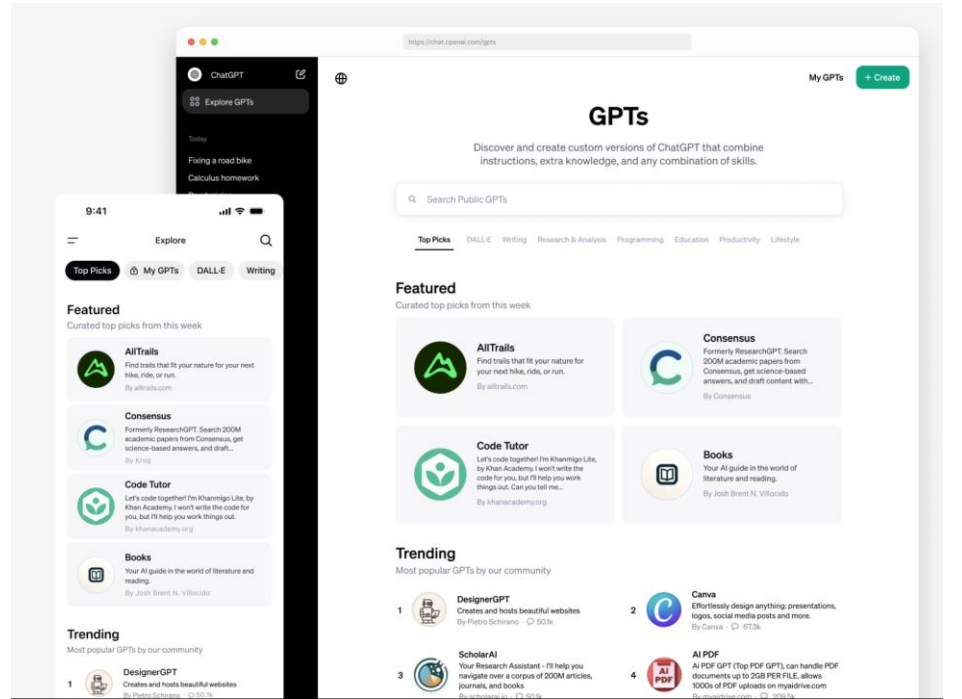 https://chat.openai.com/gpts
ChatGPT
Explore GPTs
Today
Fixing a road bike
Calculus homework
My GPTs
+ Create
GPTs
Discover and create custom versions of ChatGPT that combine
instructions, extra knowledge, and any combination of skills.
Search Public GPTs
Top Picks DALL·E Writing Research & Analysis Programming Education Productivity Lifestyle
Featured
Curated top picks from this week
AllTrails
Find trails that fit your nature for
your next hike, ride, or run.
By alltrails.com
Consensus
Formerly ResearchGPT. Search
200M academic papers from
Consensus, get science-based
answers, and draft content with...
By Consensus
Code Tutor
Let's code together! I'm Khanmigo Lite,
by Khan Academy. I won't write the
code for you, but I'll help you work
things out. Can you tell me...
By khanacademy.org
Books
Your AI guide in the world of
literature and reading.
By Josh Brent N. Villocido
Trending
Most popular GPTs by our community
1
DesignerGPT
Creates and hosts beautiful websites
By Pietro Schirano · 50.1k
2
Canva
Effortlessly design anything: presentations,
logos, social media posts and more.
By Canva · 67.3k
3
ScholarAI
Your Research Assistant - I'll help you
navigate over a corpus of 200M articles,
journals, and books
By scholarai.io · 50.1k
4
AI PDF
AI PDF
Ai PDF GPT (Top PDF GPT), can handle PDF
documents up to 2GB PER FILE, allows
1000s of PDF uploads on myaidrive.com
By myaidrive.com · 209.5k
9:41
Explore
Top Picks My GPTs DALL·E Writing
Featured
Curated top picks from this week
AllTrails
Find trails that fit your nature for your next
hike, ride, or run.
By alltrails.com
Consensus
Formerly ResearchGPT. Search 200M
academic papers from Consensus, get
science-based answers, and draft...
By Krog
Code Tutor
Let's code together! I'm Khanmigo Lite, by
Khan Academy. I won't write the code for
you, but I'll help you work things out.
By khanacademy.org
Books
Your AI guide in the world of literature and
reading.
By Josh Brent N. Villocido
Trending
Most popular GPTs by our community
1
DesignerGPT
Creates and hosts beautiful websites
By Pietro Schirano · 50.1k